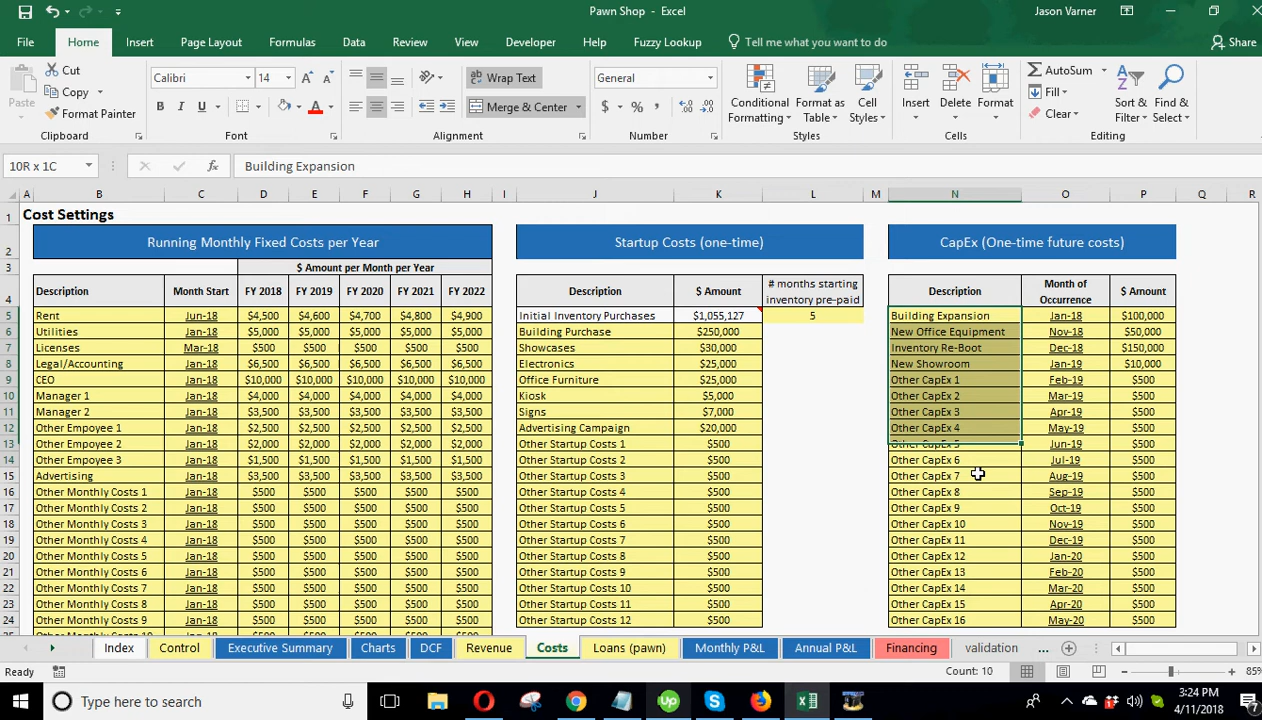 Pawn Shop - Excel
Jason Varner
File Home Insert Page Layout Formulas Data Review View Developer Help Fuzzy Lookup Tell me what you want to do Share
Paste
Cut
Copy
Format Painter
Clipboard
Calibri 14
B I U
Font
Wrap Text
Merge & Center
Alignment
General
$ % ,
Number
Conditional Formatting
Format as Table
Cell Styles
Styles
Insert Delete Format
Cells
AutoSum
Fill
Clear
Sort & Filter
Find & Select
Editing
10R x 1C fx Building Expansion
A B C D E F G H I J K L M N O P Q R
1 Cost Settings
2 Running Monthly Fixed Costs per Year Startup Costs (one-time) CapEx (One-time future costs)
3 $ Amount per Month per Year
4 Description Month Start FY 2018 FY 2019 FY 2020 FY 2021 FY 2022 Description $ Amount # months starting inventory pre-paid Description Month of Occurrence $ Amount
5 Rent Jun-18 $4,500 $4,600 $4,700 $4,800 $4,900 Initial Inventory Purchases $1,055,127 5 Building Expansion Jan-18 $100,000
6 Utilities Jan-18 $5,000 $5,000 $5,000 $5,000 $5,000 Building Purchase $250,000 New Office Equipment Nov-18 $50,000
7 Licenses Mar-18 $500 $500 $500 $500 $500 Showcases $30,000 Inventory Re-Boot Dec-18 $150,000
8 Legal/Accounting Jan-18 $6,500 $6,500 $6,500 $6,500 $6,500 Electronics $25,000 New Showroom Jan-19 $10,000
9 CEO Jan-18 $10,000 $10,000 $10,000 $10,000 $10,000 Office Furniture $25,000 Other CapEx 1 Feb-19 $500
10 Manager 1 Jan-18 $4,000 $4,000 $4,000 $4,000 $4,000 Kiosk $5,000 Other CapEx 2 Mar-19 $500
11 Manager 2 Jan-18 $3,500 $3,500 $3,500 $3,500 $3,500 Signs $7,000 Other CapEx 3 Apr-19 $500
12 Other Empoyee 1 Jan-18 $2,500 $2,500 $2,500 $2,500 $2,500 Advertising Campaign $20,000 Other CapEx 4 May-19 $500
13 Other Empoyee 2 Jan-18 $2,000 $2,000 $2,000 $2,000 $2,000 Other Startup Costs 1 $500 Other CapEx 5 Jun-19 $500
14 Other Empoyee 3 Jan-18 $1,500 $1,500 $1,500 $1,500 $1,500 Other Startup Costs 2 $500 Other CapEx 6 Jul-19 $500
15 Advertising Jan-18 $3,500 $3,500 $3,500 $3,500 $3,500 Other Startup Costs 3 $500 Other CapEx 7 Aug-19 $500
16 Other Monthly Costs 1 Jan-18 $500 $500 $500 $500 $500 Other Startup Costs 4 $500 Other CapEx 8 Sep-19 $500
17 Other Monthly Costs 2 Jan-18 $500 $500 $500 $500 $500 Other Startup Costs 5 $500 Other CapEx 9 Oct-19 $500
18 Other Monthly Costs 3 Jan-18 $500 $500 $500 $500 $500 Other Startup Costs 6 $500 Other CapEx 10 Nov-19 $500
19 Other Monthly Costs 4 Jan-18 $500 $500 $500 $500 $500 Other Startup Costs 7 $500 Other CapEx 11 Dec-19 $500
20 Other Monthly Costs 5 Jan-18 $500 $500 $500 $500 $500 Other Startup Costs 8 $500 Other CapEx 12 Jan-20 $500
21 Other Monthly Costs 6 Jan-18 $500 $500 $500 $500 $500 Other Startup Costs 9 $500 Other CapEx 13 Feb-20 $500
22 Other Monthly Costs 7 Jan-18 $500 $500 $500 $500 $500 Other Startup Costs 10 $500 Other CapEx 14 Mar-20 $500
23 Other Monthly Costs 8 Jan-18 $500 $500 $500 $500 $500 Other Startup Costs 11 $500 Other CapEx 15 Apr-20 $500
24 Other Monthly Costs 9 Jan-18 $500 $500 $500 $500 $500 Other Startup Costs 12 $500 Other CapEx 16 May-20 $500
Index Control Executive Summary Charts DCF Revenue Costs Loans (pawn) Monthly P&L Annual P&L Financing validation ...
Ready Count: 10 85%
Type here to search
3:24 PM
4/11/2018